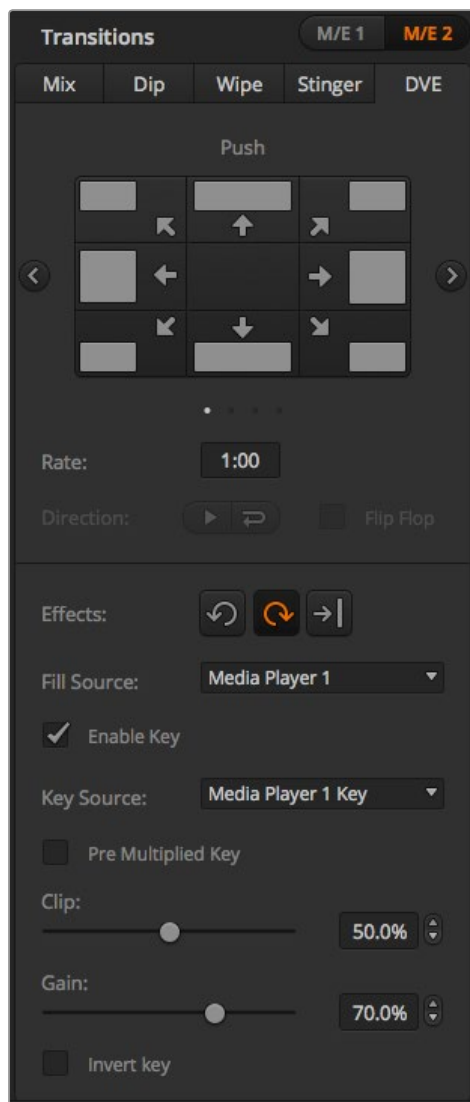 Transitions M/E 1 M/E 2
Mix Dip Wipe Stinger DVE
Push
Rate: 1:00
Direction: Flip Flop
Effects:
Fill Source: Media Player 1
Enable Key
Key Source: Media Player 1 Key
Pre Multiplied Key
Clip:
50.0%
Gain:
70.0%
Invert key